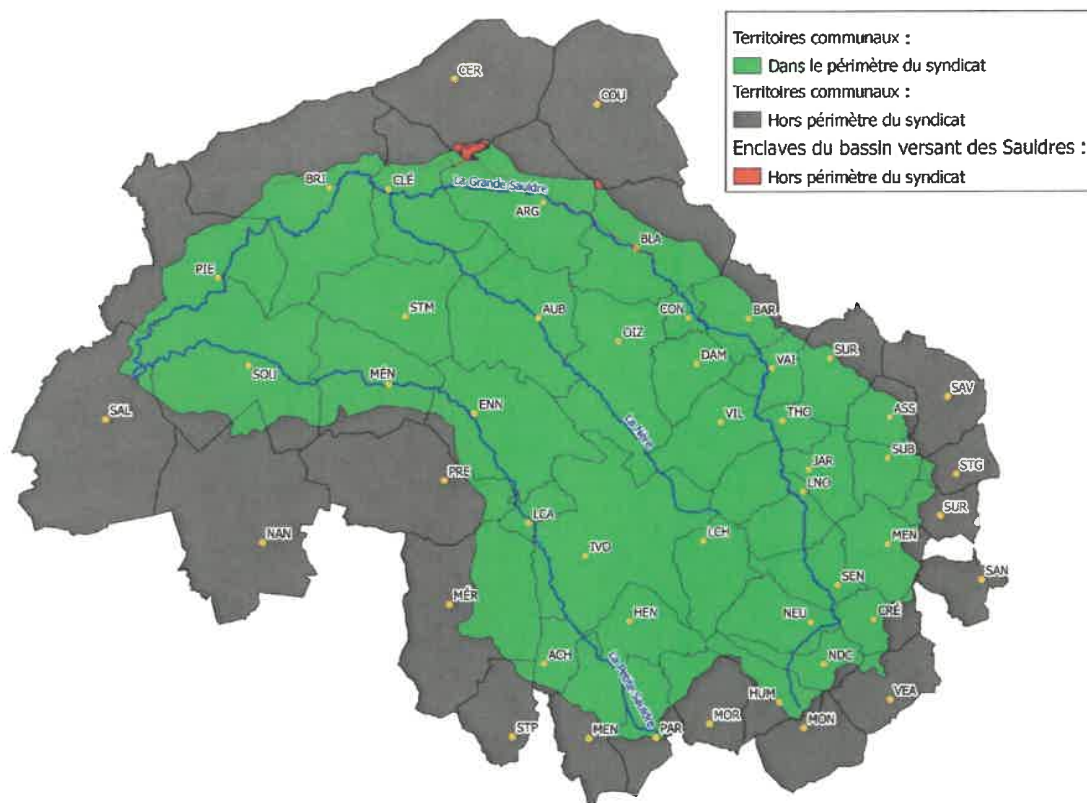 Territoires communaux :
Dans le périmètre du syndicat
Territoires communaux :
Hors périmètre du syndicat
Enclaves du bassin versant des Sauldres :
Hors périmètre du syndicat
CER
COU
BRI
CLÉ
La Grande Sauldre
ARG
BLA
PIE
STM
AUB
OIZ
CON
BAR
DAM
VAI
SUR
SOU
MÉN
ENN
SAL
SAV
ASS
VIL
THO
La Nère
SUB
STG
PRE
JAR
LNO
SUR
LCA
NAN
IVO
LCH
MEN
SAN
SEN
MÉR
HEN
NEU
CRÉ
ACH
La Petite Sauldre
NDC
HUM
VEA
STP
MEN
PAR
MOR
MON